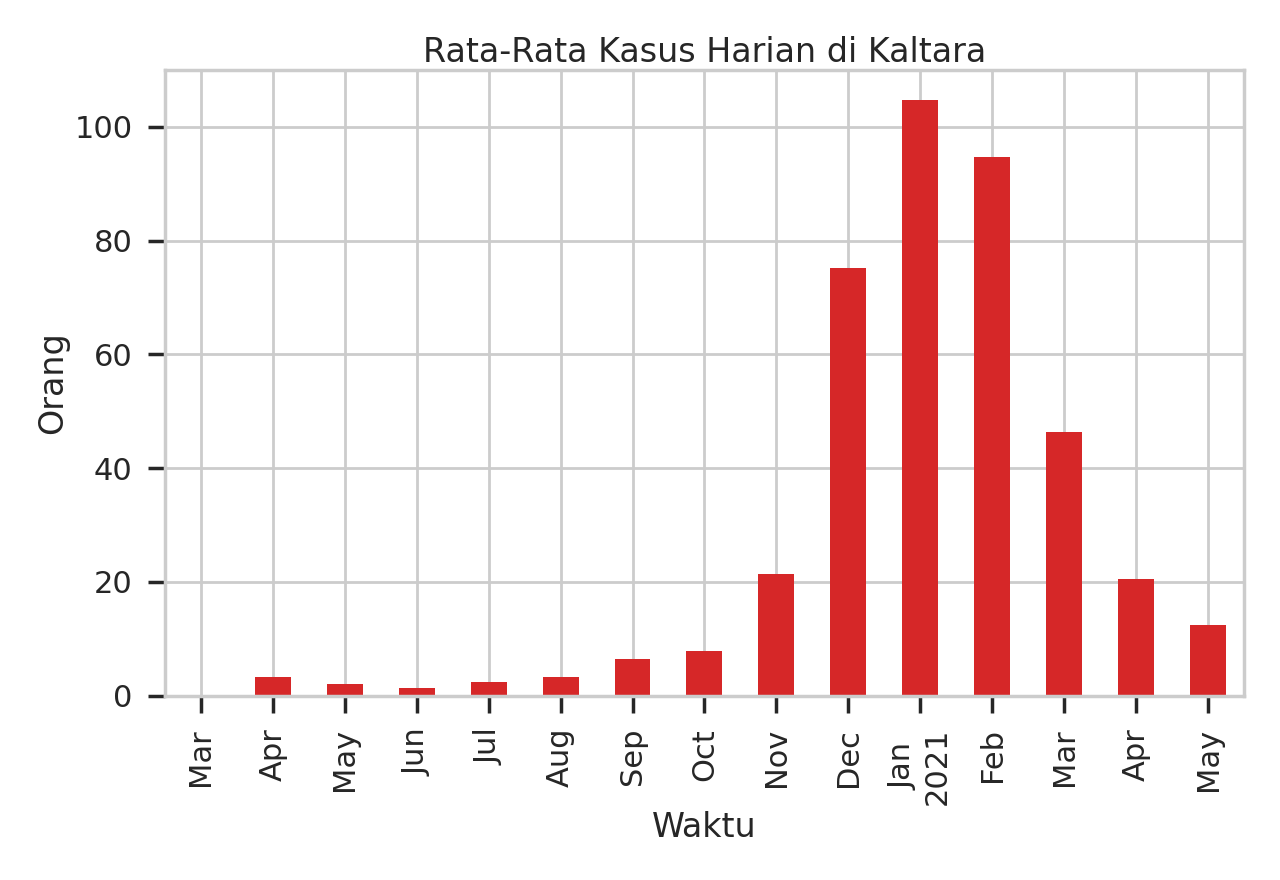 Rata-Rata Kasus Harian di Kaltara
100
80
60
40
20
0
Orang
Mar
Apr
May
Jun
Jul
Aug
Sep
Oct
Nov
Dec
Jan
2021
Feb
Mar
Apr
May
Waktu